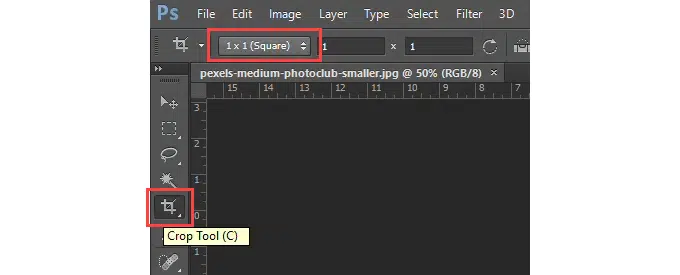 Ps File Edit Image Layer Type Select Filter 3D
1 x 1 (Square) 1 x 1
pexels-medium-photoclub-smaller.jpg @ 50% (RGB/8) ×
15 14 13 12 11 10 9 8 7
3
2
1
0
Crop Tool (C)
1